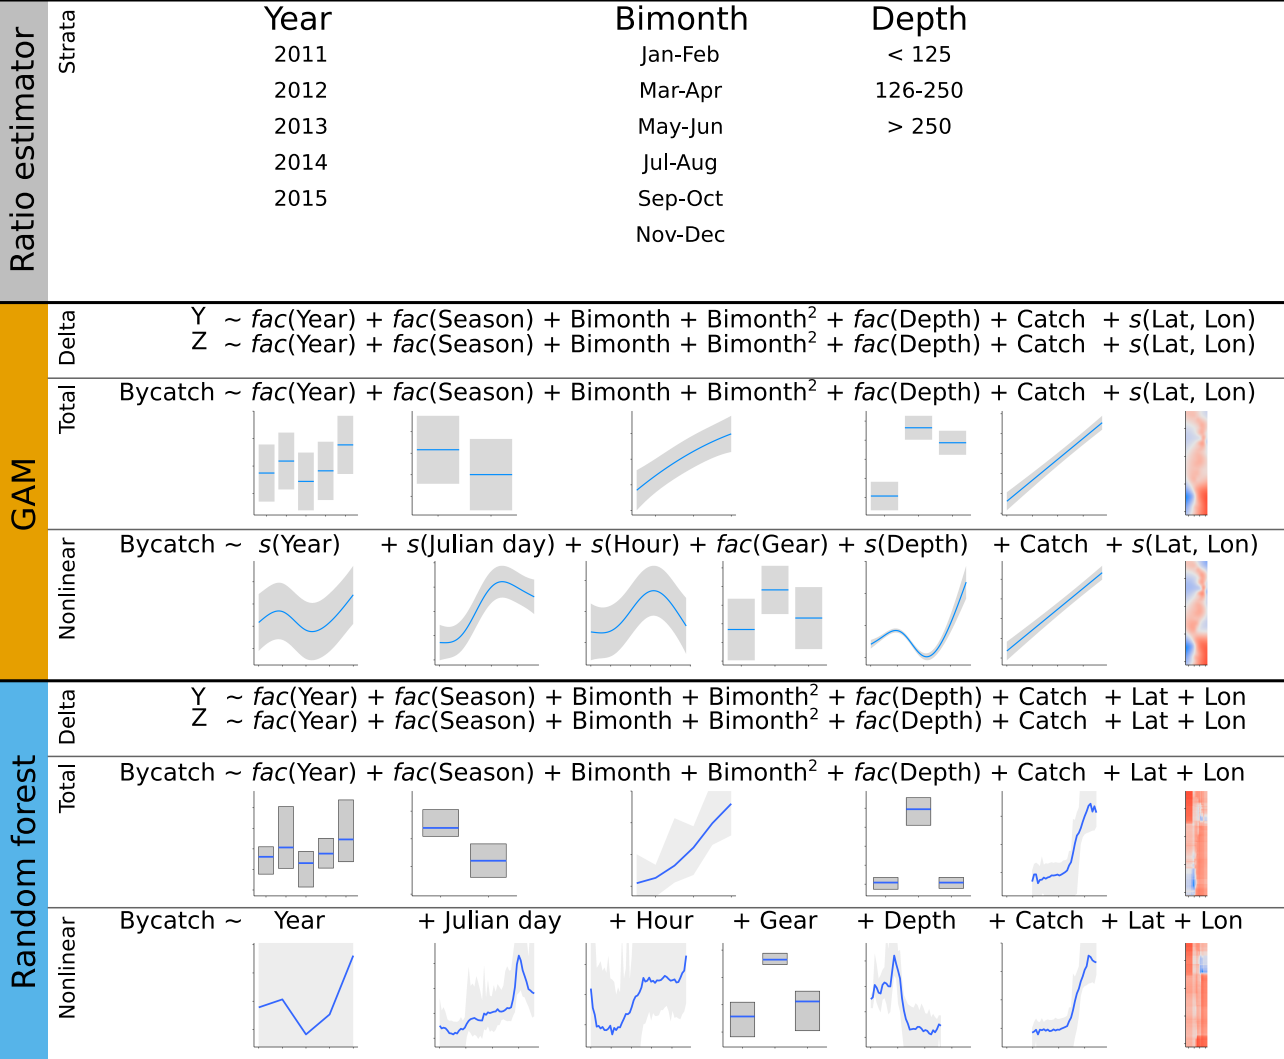 Ratio estimator
Strata
Year Bimonth Depth
2011 Jan-Feb < 125
2012 Mar-Apr 126-250
2013 May-Jun > 250
2014 Jul-Aug
2015 Sep-Oct
Nov-Dec
GAM
Delta
Y ~ fac(Year) + fac(Season) + Bimonth + Bimonth² + fac(Depth) + Catch + s(Lat, Lon)
Z ~ fac(Year) + fac(Season) + Bimonth + Bimonth² + fac(Depth) + Catch + s(Lat, Lon)
Total
Bycatch ~ fac(Year) + fac(Season) + Bimonth + Bimonth² + fac(Depth) + Catch + s(Lat, Lon)
Nonlinear
Bycatch ~ s(Year) + s(Julian day) + s(Hour) + fac(Gear) + s(Depth) + Catch + s(Lat, Lon)
Random forest
Delta
Y ~ fac(Year) + fac(Season) + Bimonth + Bimonth² + fac(Depth) + Catch + Lat + Lon
Z ~ fac(Year) + fac(Season) + Bimonth + Bimonth² + fac(Depth) + Catch + Lat + Lon
Total
Bycatch ~ fac(Year) + fac(Season) + Bimonth + Bimonth² + fac(Depth) + Catch + Lat + Lon
Nonlinear
Bycatch ~ Year + Julian day + Hour + Gear + Depth + Catch + Lat + Lon